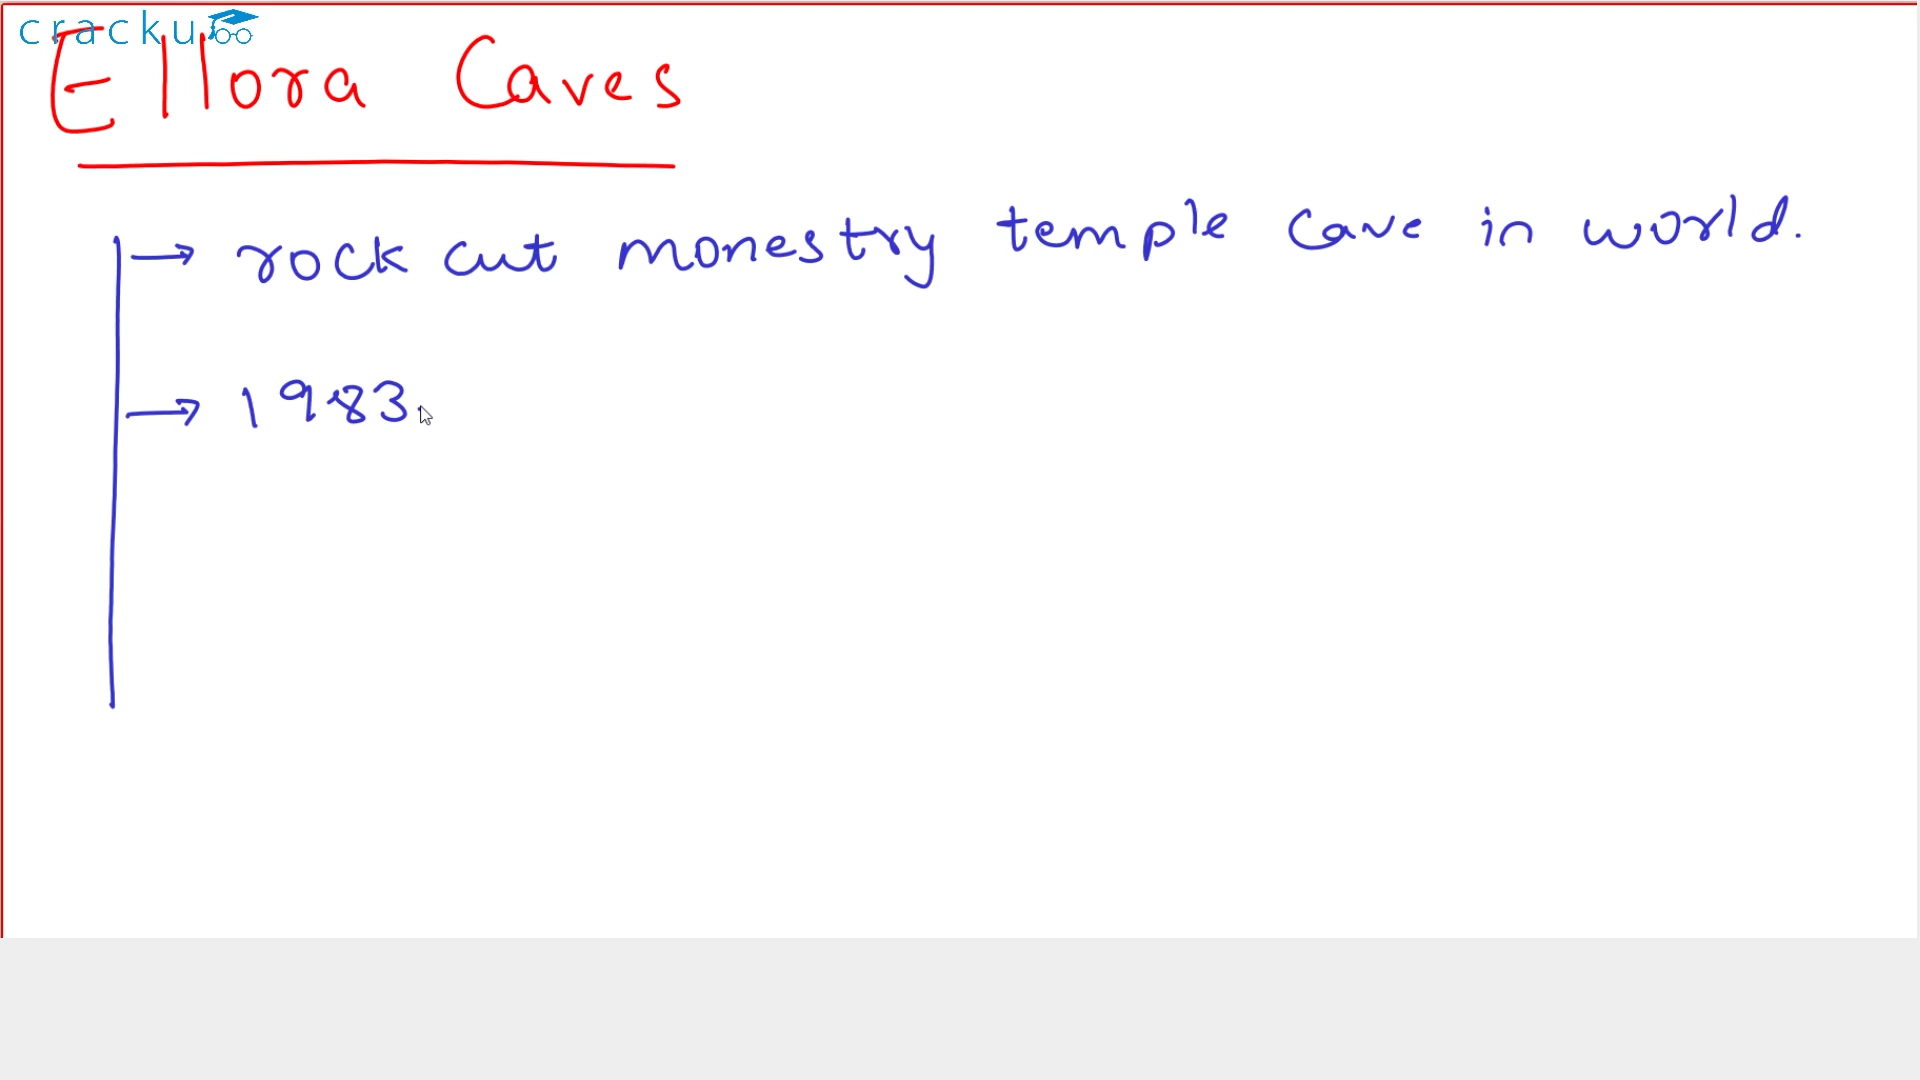 cracku
Ellora Caves
→ rock cut monestry temple cave in world.
→ 1983.